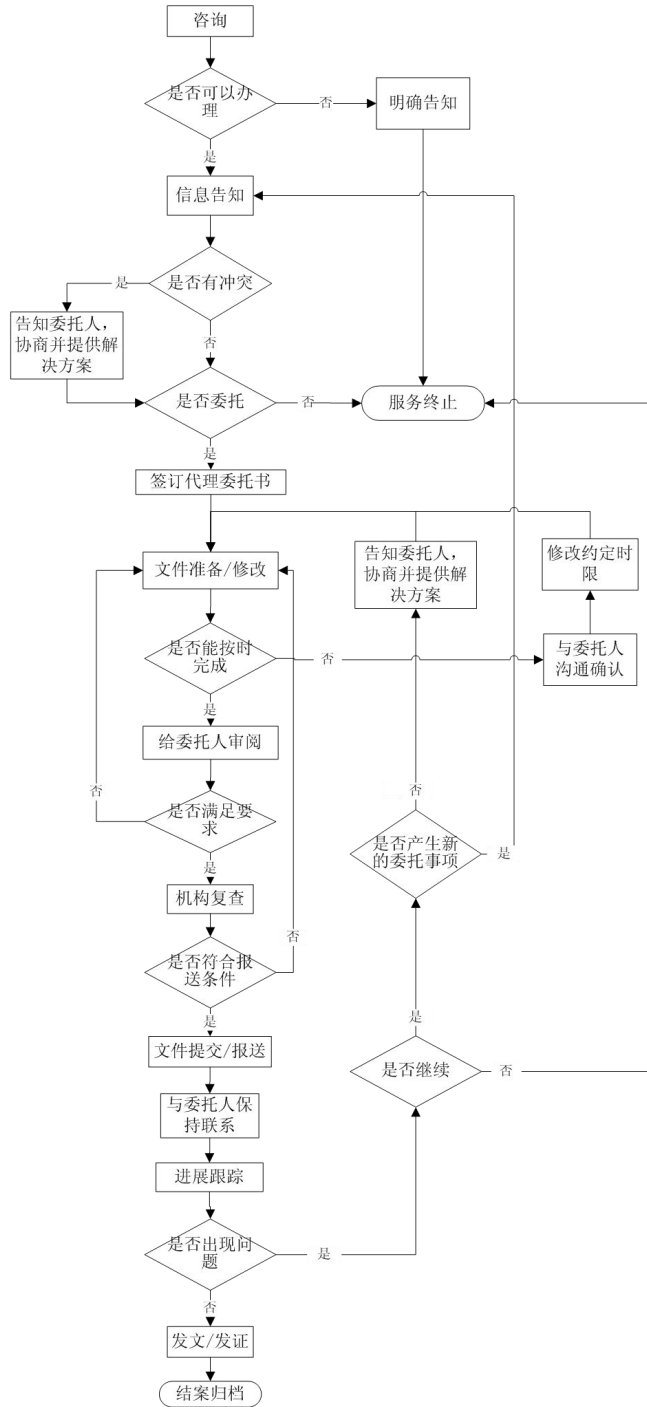 咨询
是否可以办
理
否
明确告知
是
信息告知
是否有冲突
是
告知委托人，
协商并提供解
决方案
否
是否委托
否
服务终止
是
签订代理委托书
文件准备/修改
告知委托人，
协商并提供解
决方案
修改约定时
限
是否能按时
完成
否
与委托人
沟通确认
是
给委托人审阅
否
是否满足要
求
否
是否产生新
的委托事项
是
是
机构复查
否
是否符合报
送条件
是
文件提交/报送
是
是否继续
否
与委托人保
持联系
进展跟踪
是否出现问
题
是
否
发文/发证
结案归档